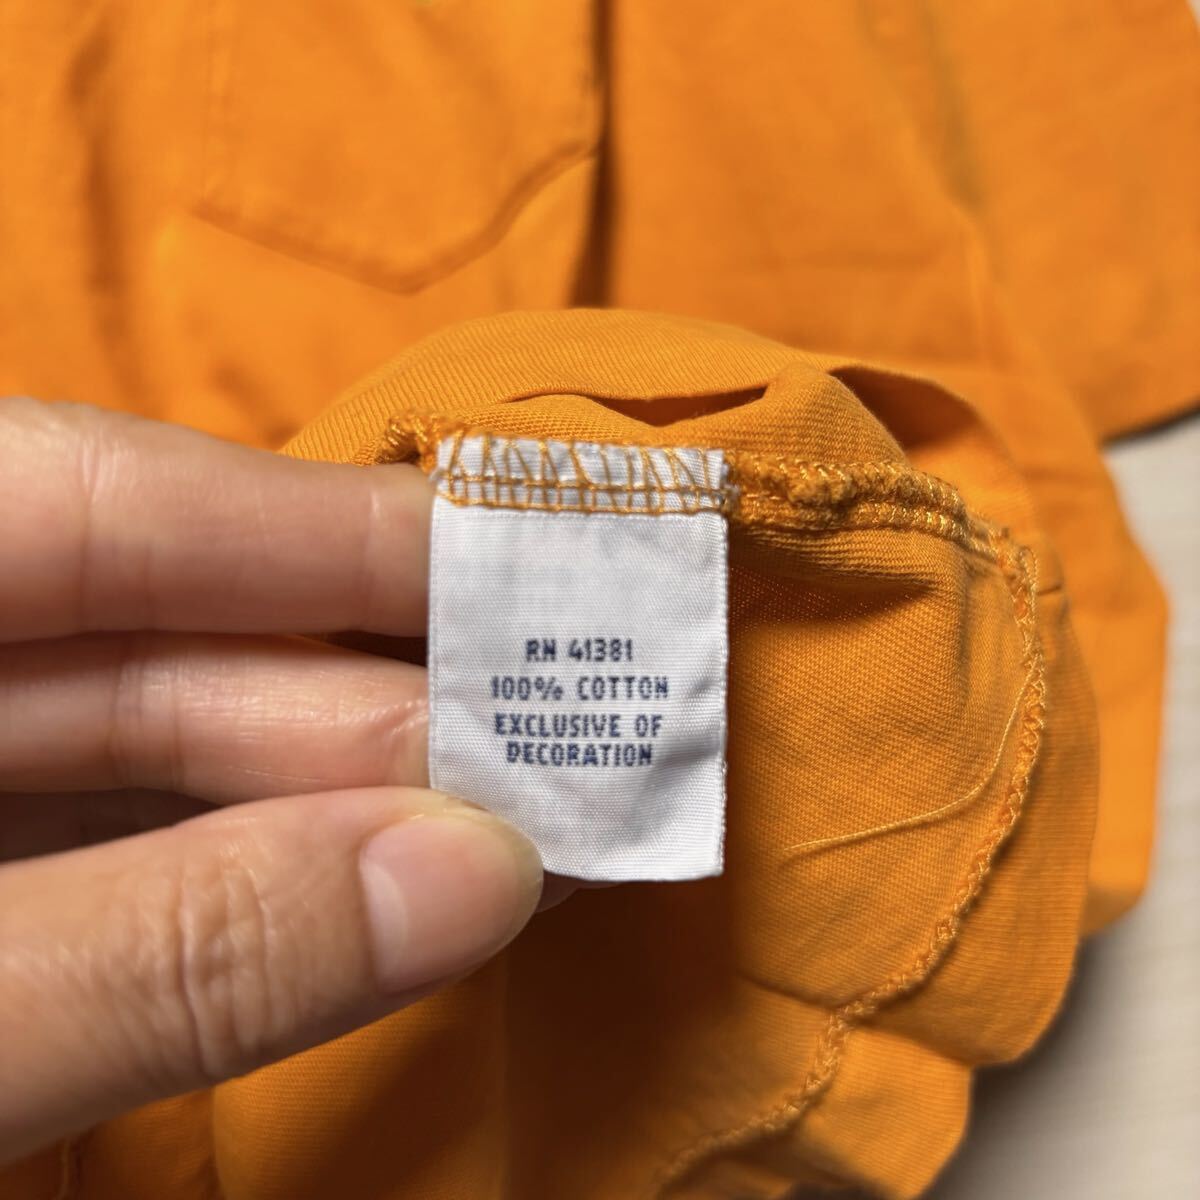 RN 41381
100% COTTON
EXCLUSIVE OF
DECORATION